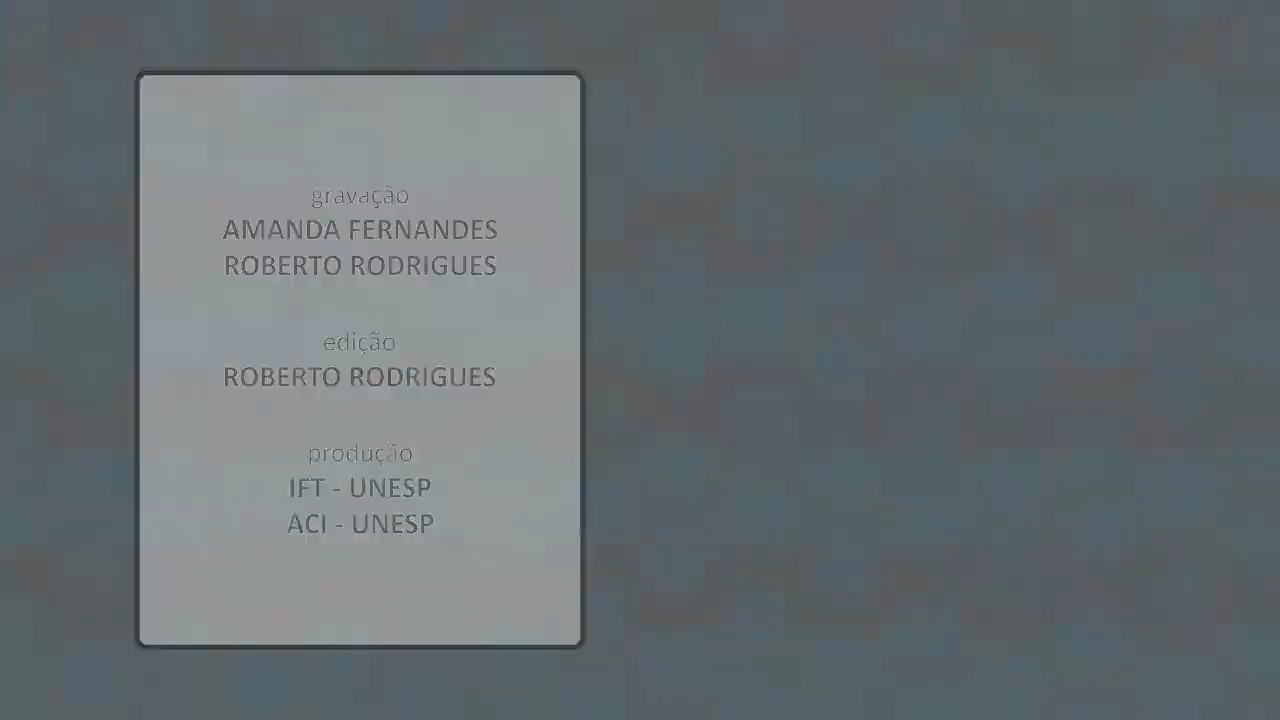 gravação
AMANDA FERNANDES
ROBERTO RODRIGUES
edição
ROBERTO RODRIGUES
produção
IFT - UNESP
ACI - UNESP